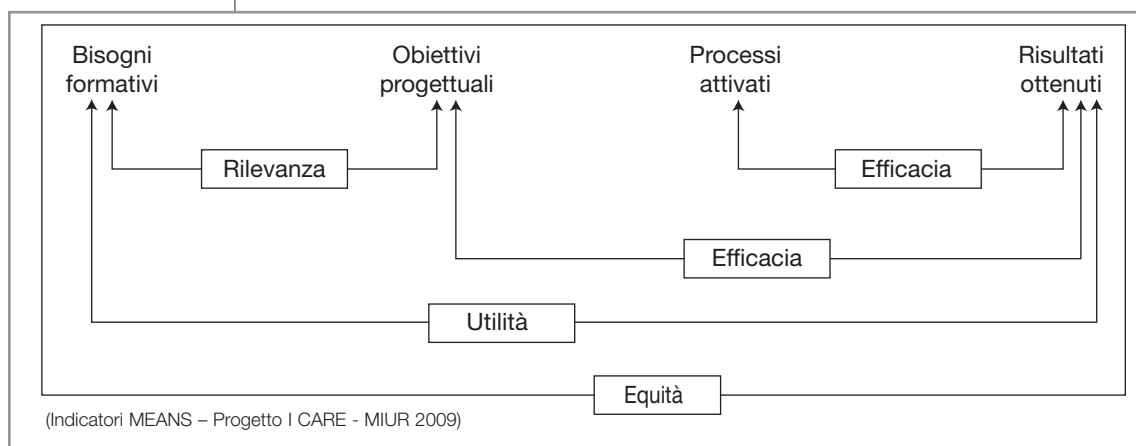 Bisogni
formativi
Obiettivi
progettuali
Processi
attivati
Risultati
ottenuti
Rilevanza
Efficacia
Efficacia
Utilità
Equità
(Indicatori MEANS – Progetto I CARE - MIUR 2009)